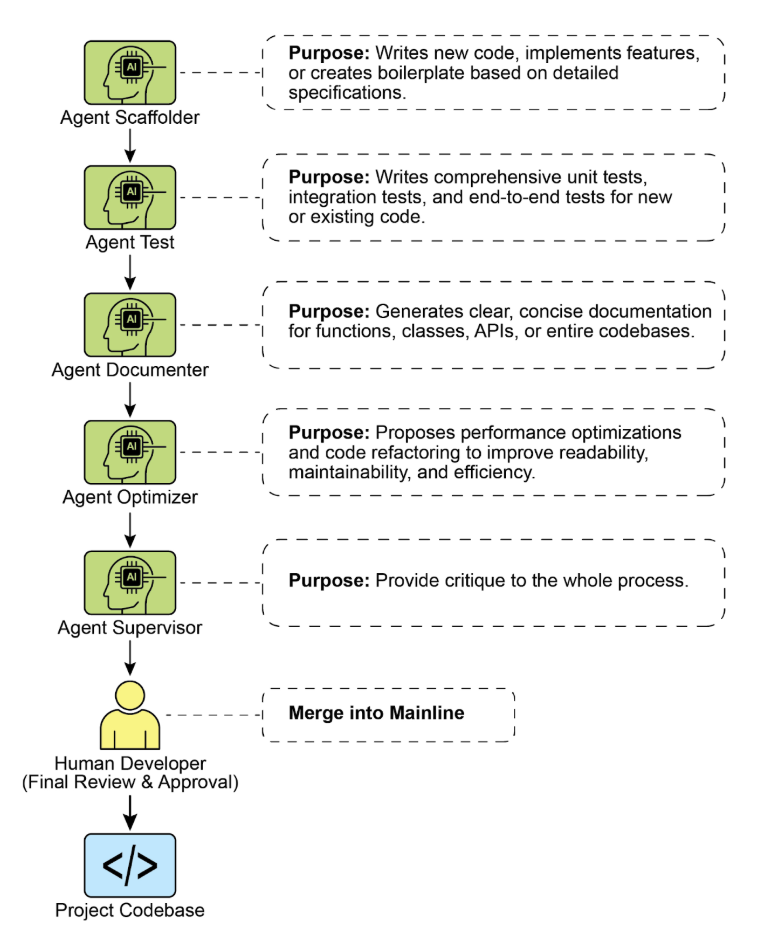 AI
Purpose: Writes new code, implements features,
or creates boilerplate based on detailed
specifications.
Agent Scaffolder
AI
Purpose: Writes comprehensive unit tests,
integration tests, and end-to-end tests for new
or existing code.
Agent Test
AI
Purpose: Generates clear, concise documentation
for functions, classes, APIs, or entire codebases.
Agent Documenter
AI
Purpose: Proposes performance optimizations
and code refactoring to improve readability,
maintainability, and efficiency.
Agent Optimizer
AI
Purpose: Provide critique to the whole process.
Agent Supervisor
Merge into Mainline
Human Developer
(Final Review & Approval)
</>
Project Codebase